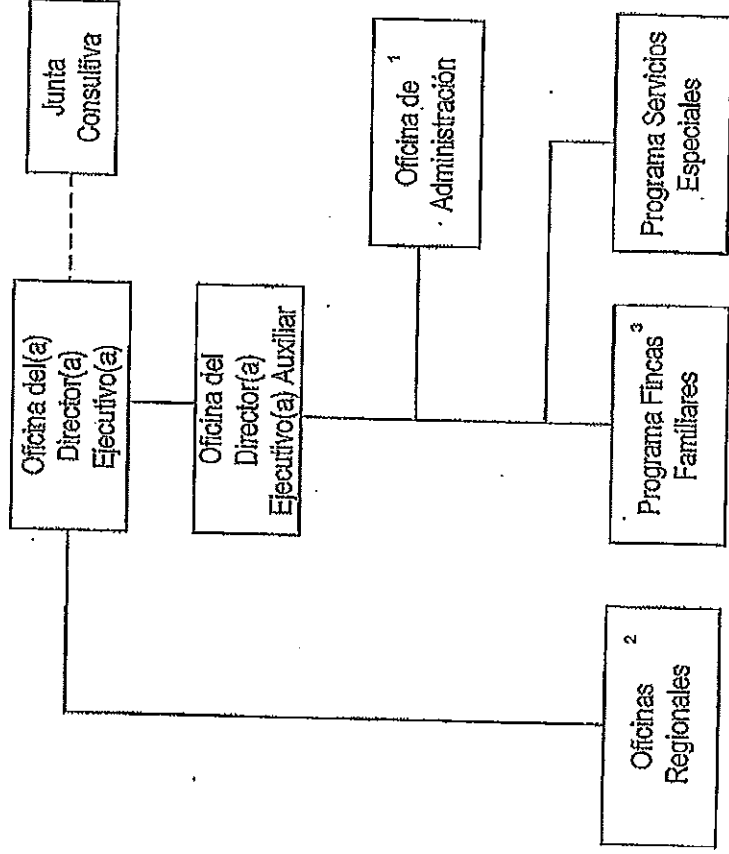 Junta
Consultiva
Oficina del(a)
Director(a)
Ejecutivo(a)
Oficina del
Director(a)
Ejecutivo(a) Auxiliar
Oficina de 1
Administración
Oficinas 2
Regionales
Programa Fincas 3
Familiares
Programa Servicios
Especiales